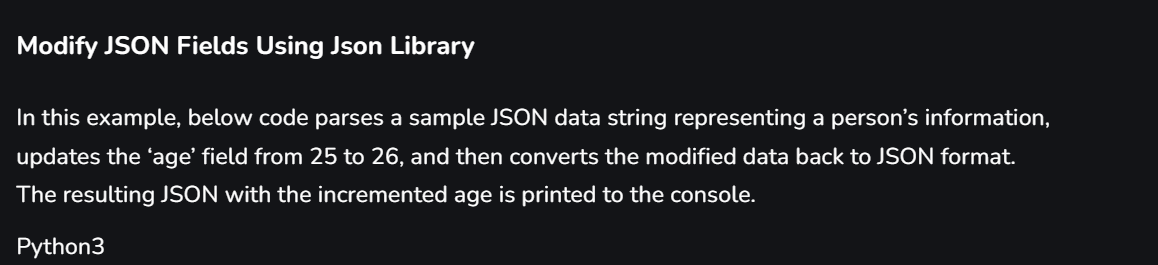 Modify JSON Fields Using Json Library
In this example, below code parses a sample JSON data string representing a person’s information,
updates the ‘age’ field from 25 to 26, and then converts the modified data back to JSON format.
The resulting JSON with the incremented age is printed to the console.
Python3